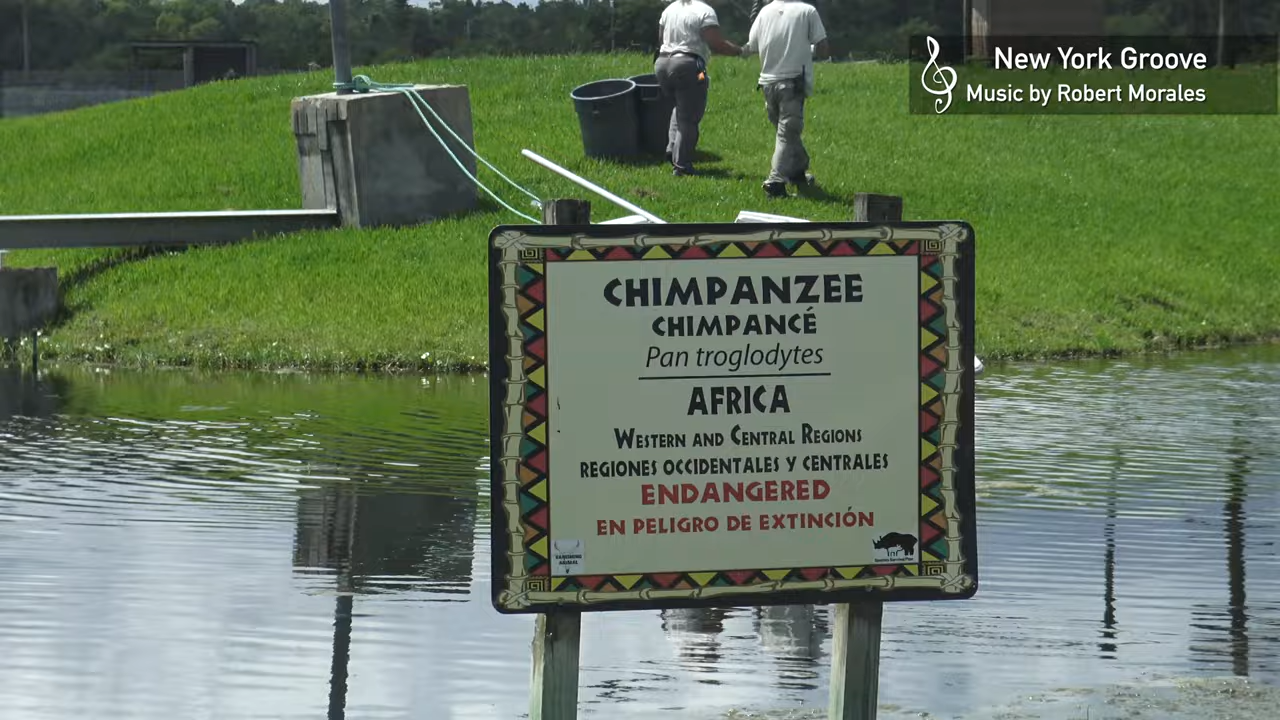 New York Groove
Music by Robert Morales
CHIMPANZEE
CHIMPANCÉ
Pan troglodytes
AFRICA
WESTERN AND CENTRAL REGIONS
REGIONES OCCIDENTALES Y CENTRALES
ENDANGERED
EN PELIGRO DE EXTINCIÓN